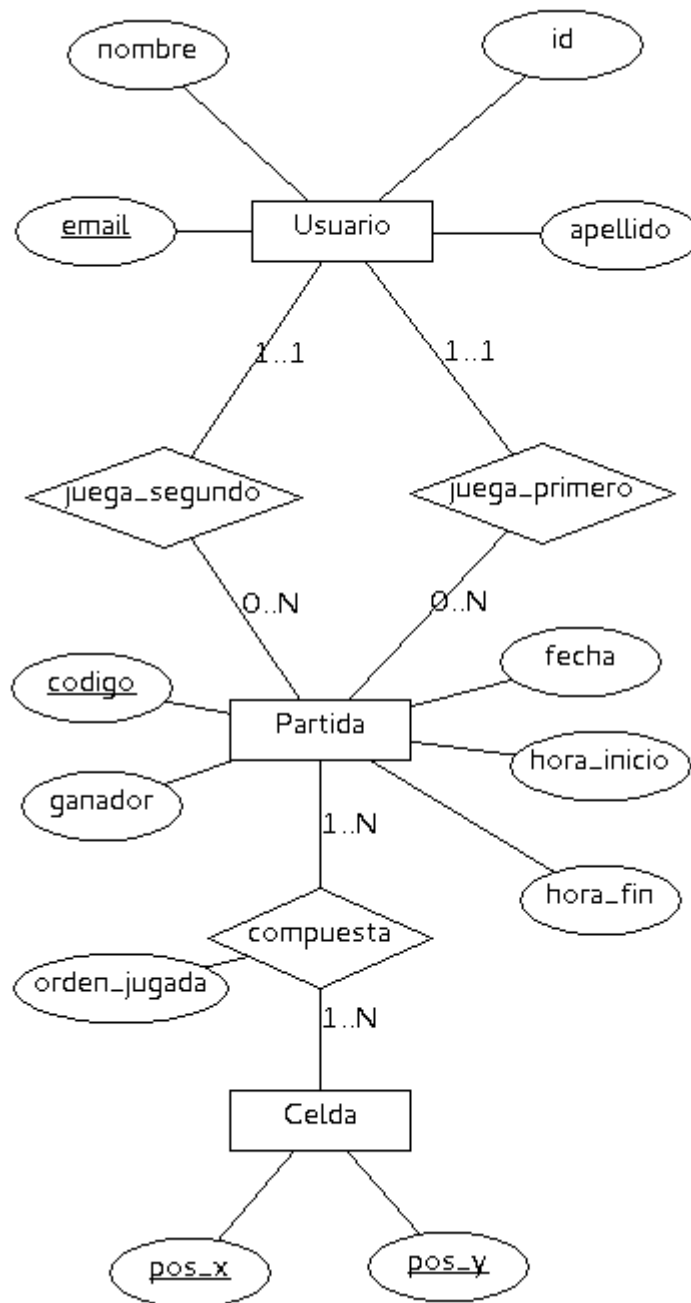 nombre
id
email
Usuario
apellido
1..1
1..1
juega_segundo
juega_primero
0..N
0..N
codigo
fecha
Partida
ganador
hora_inicio
1..N
hora_fin
compuesta
orden_jugada
1..N
Celda
pos_x
pos_y